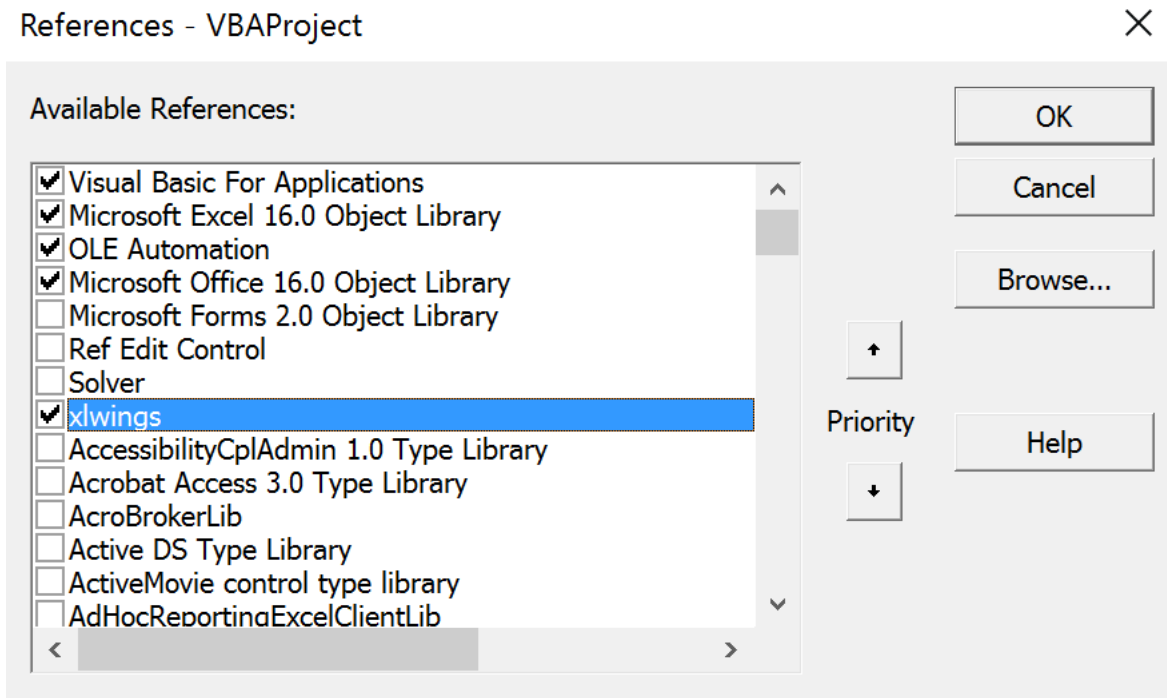 References - VBAProject
Available References:
OK
Visual Basic For Applications
Microsoft Excel 16.0 Object Library
OLE Automation
Microsoft Office 16.0 Object Library
Microsoft Forms 2.0 Object Library
Ref Edit Control
Solver
xlwings
AccessibilityCplAdmin 1.0 Type Library
Acrobat Access 3.0 Type Library
AcroBrokerLib
Active DS Type Library
ActiveMovie control type library
AdHocReportingExcelClientLib
Cancel
Browse...
Priority
Help